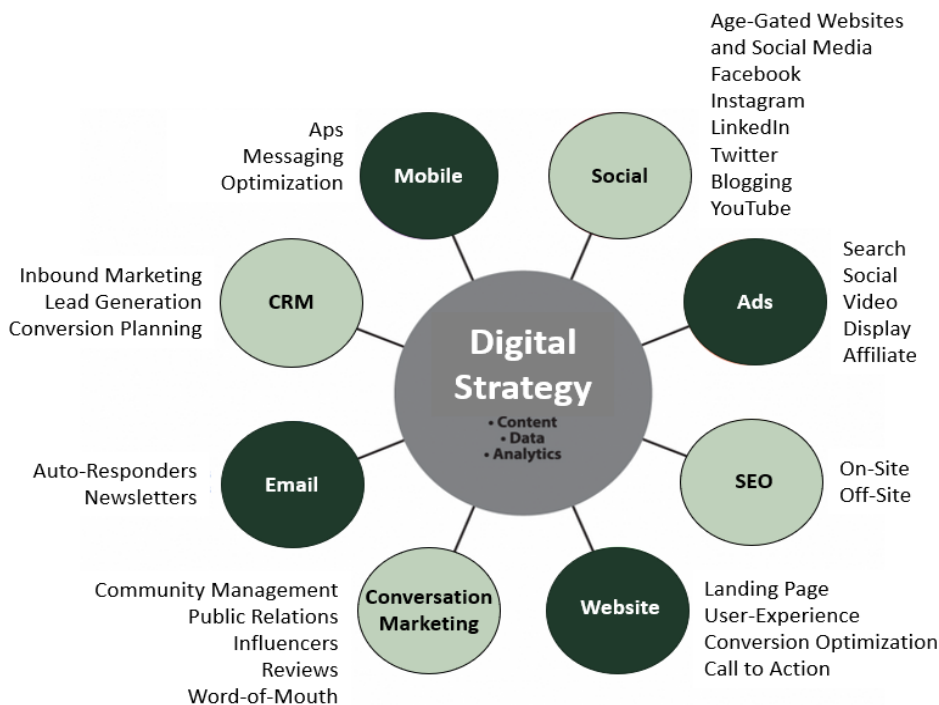 Age-Gated Websites
and Social Media
Facebook
Instagram
LinkedIn
Twitter
Blogging
YouTube
Social
Aps
Messaging
Optimization
Mobile
Search
Social
Video
Display
Affiliate
Ads
Inbound Marketing
Lead Generation
Conversion Planning
CRM
Digital
Strategy
• Content
• Data
• Analytics
Auto-Responders
Newsletters
Email
SEO
On-Site
Off-Site
Community Management
Public Relations
Influencers
Reviews
Word-of-Mouth
Conversation
Marketing
Website
Landing Page
User-Experience
Conversion Optimization
Call to Action